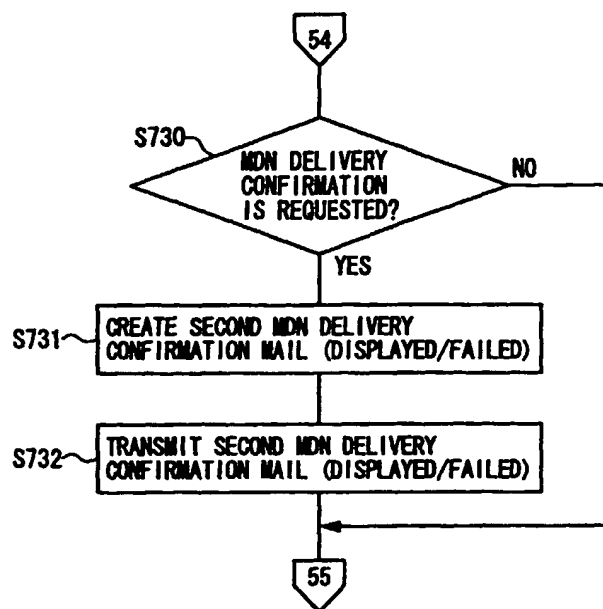 54
S730
MDN DELIVERY
CONFIRMATION
IS REQUESTED?
NO
YES
S731
CREATE SECOND MDN DELIVERY
CONFIRMATION MAIL (DISPLAYED/FAILED)
S732
TRANSMIT SECOND MDN DELIVERY
CONFIRMATION MAIL (DISPLAYED/FAILED)
55